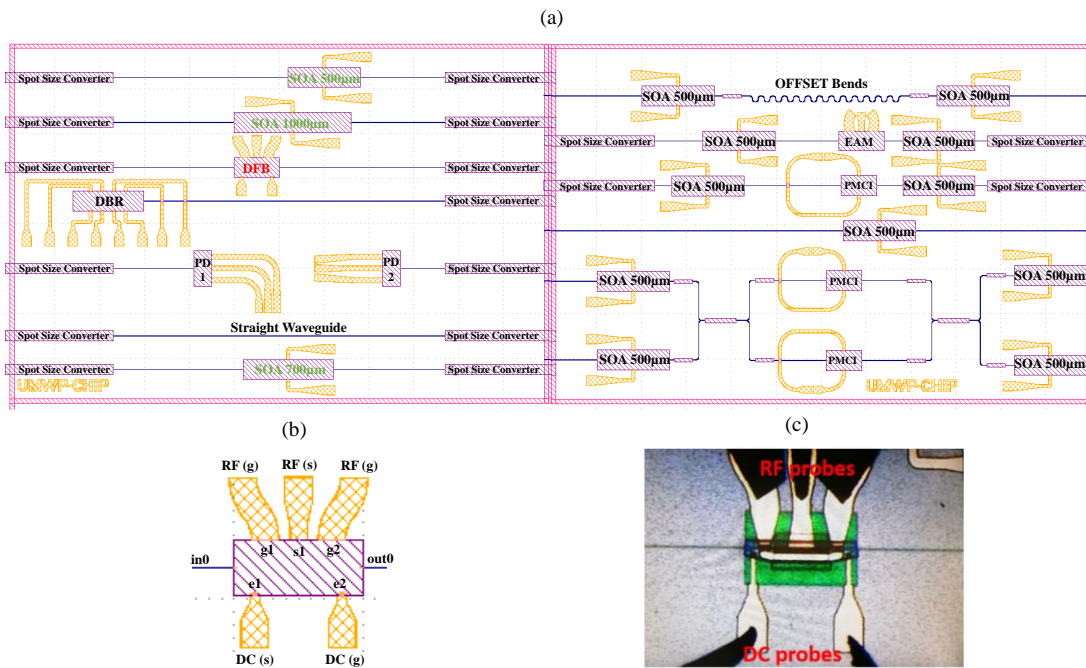 (a)
Spot Size Converter SOA 500μm Spot Size Converter
Spot Size Converter SOA 1000μm Spot Size Converter
Spot Size Converter DFB Spot Size Converter
DBR Spot Size Converter
Spot Size Converter PD 1 PD 2 Spot Size Converter
Straight Waveguide
Spot Size Converter Spot Size Converter
Spot Size Converter SOA 700μm Spot Size Converter
UMWP-CHIP
OFFSET Bends
SOA 500μm SOA 500μm
Spot Size Converter SOA 500μm EAM SOA 500μm Spot Size Converter
Spot Size Converter SOA 500μm PMCI SOA 500μm Spot Size Converter
SOA 500μm
SOA 500μm PMCI SOA 500μm
SOA 500μm PMCI SOA 500μm
UMWP-CHIP
(b)
RF (g) RF (s) RF (g)
g1 s1 g2
in0 out0
e1 e2
DC (s) DC (g)
(c)
RF probes
DC probes